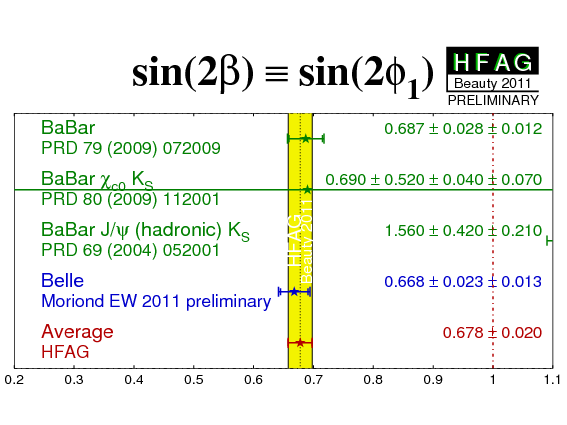 sin(2β) ≡ sin(2ϕ₁)
HFAG
Beauty 2011
PRELIMINARY
BaBar
PRD 79 (2009) 072009
0.687 ± 0.028 ± 0.012
BaBar χc0 KS
PRD 80 (2009) 112001
0.690 ± 0.520 ± 0.040 ± 0.070
BaBar J/ψ (hadronic) KS
PRD 69 (2004) 052001
1.560 ± 0.420 ± 0.210
Belle
Moriond EW 2011 preliminary
0.668 ± 0.023 ± 0.013
Average
HFAG
0.678 ± 0.020
HFAG
Beauty 2011
0.2 0.3 0.4 0.5 0.6 0.7 0.8 0.9 1 1.1